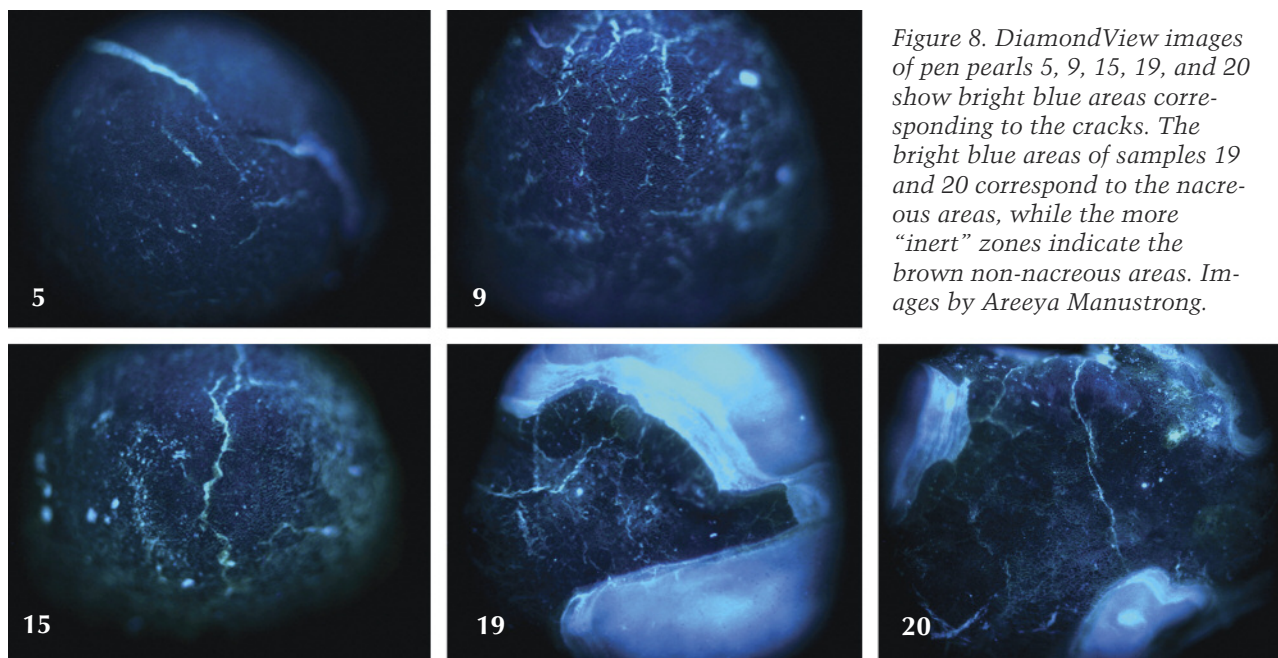 Figure 8. DiamondView images
of pen pearls 5, 9, 15, 19, and 20
show bright blue areas corre-
sponding to the cracks. The
bright blue areas of samples 19
and 20 correspond to the nacre-
ous areas, while the more
“inert” zones indicate the
brown non-nacreous areas. Im-
ages by Areeya Manustrong.
5
9
15
19
20